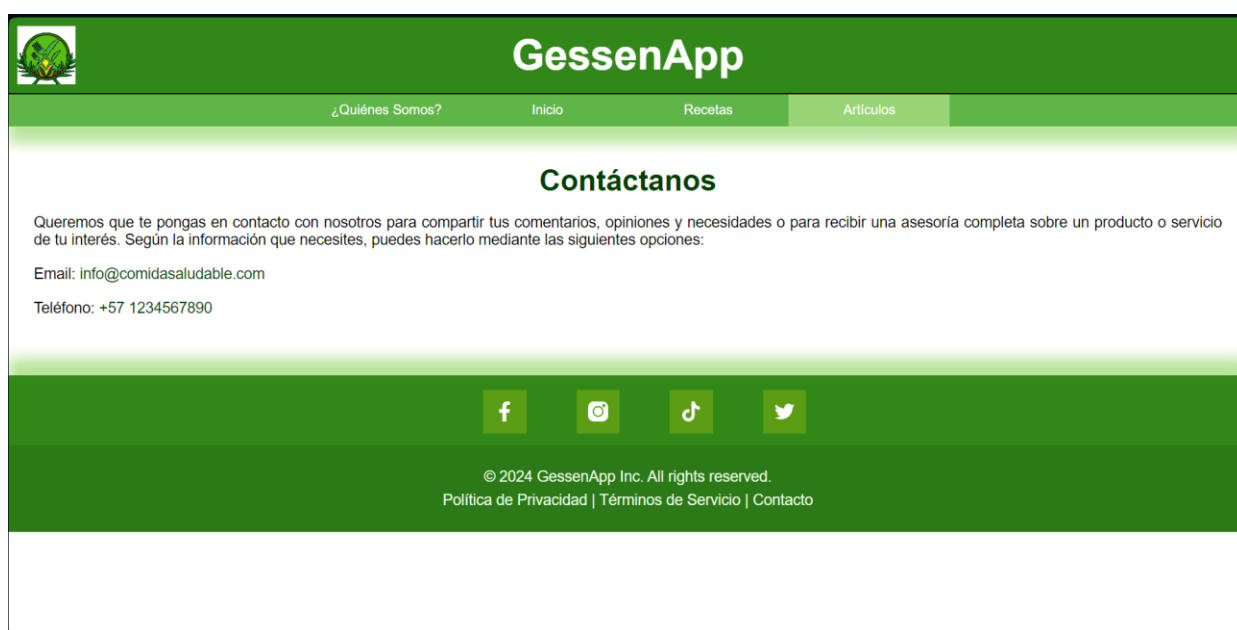 GessenApp
¿Quiénes Somos? Inicio Recetas Artículos
Contáctanos
Queremos que te pongas en contacto con nosotros para compartir tus comentarios, opiniones y necesidades o para recibir una asesoría completa sobre un producto o servicio
de tu interés. Según la información que necesites, puedes hacerlo mediante las siguientes opciones:
Email: info@comidasaludable.com
Teléfono: +57 1234567890
© 2024 GessenApp Inc. All rights reserved.
Política de Privacidad | Términos de Servicio | Contacto